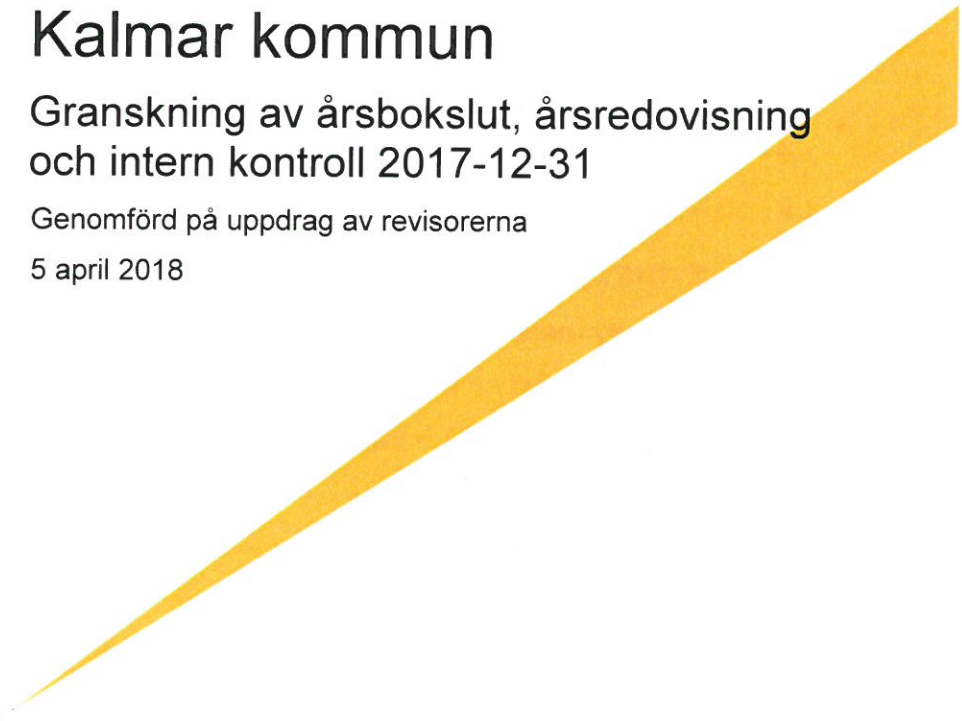 Kalmar kommun
Granskning av årsbokslut, årsredovisning
och intern kontroll 2017-12-31
Genomförd på uppdrag av revisorerna
5 april 2018